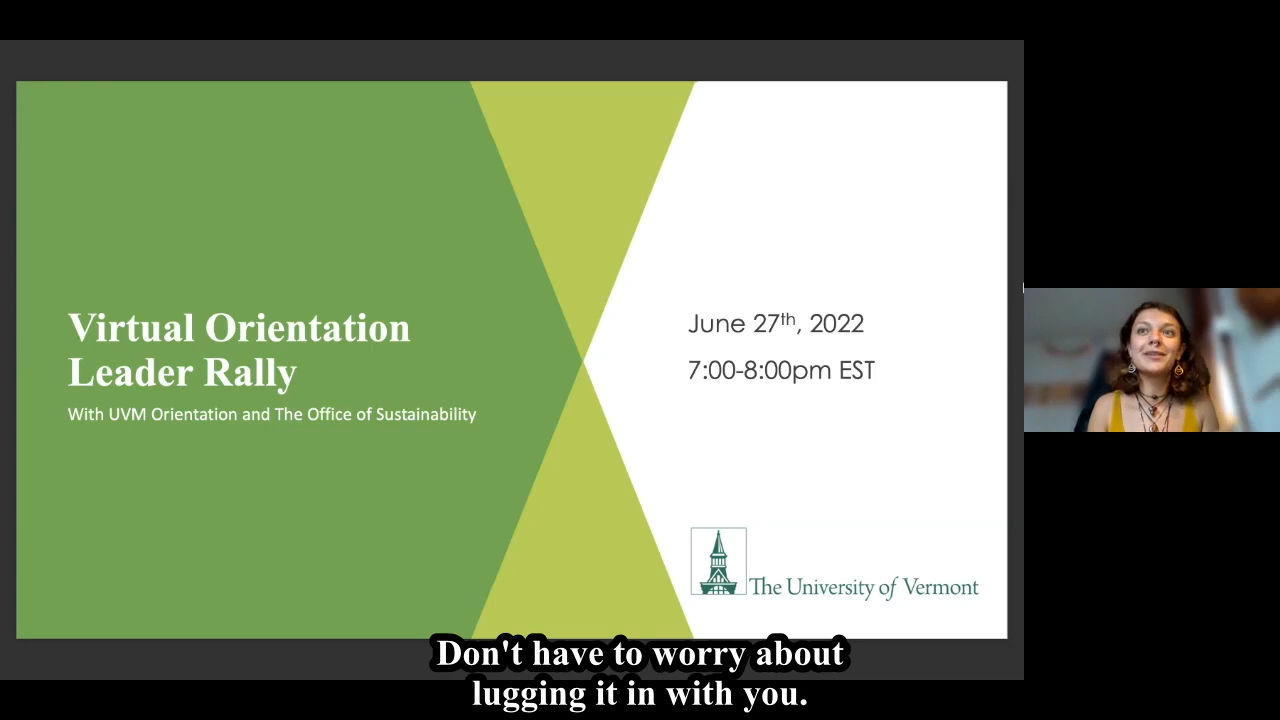 Virtual Orientation
Leader Rally
With UVM Orientation and The Office of Sustainability
June 27th, 2022
7:00-8:00pm EST
The University of Vermont
Don't have to worry about
lugging it in with you.